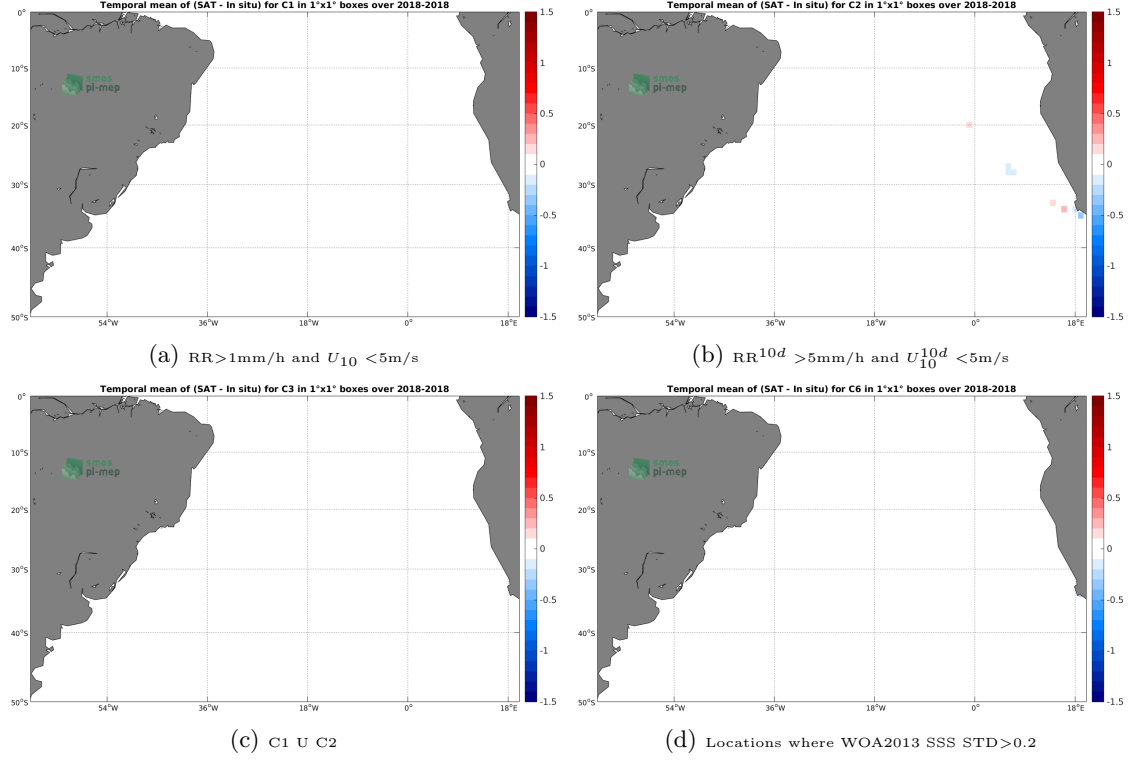 Temporal mean of (SAT - In situ) for C1 in 1°x1° boxes over 2018-2018
0°
10°S
20°S
30°S
40°S
50°S
54°W 36°W 18°W 0° 18°E
1.5
1
0.5
0
-0.5
-1
-1.5
smos
pi-mep
(a) RR>1mm/h and U10 <5m/s
Temporal mean of (SAT - In situ) for C2 in 1°x1° boxes over 2018-2018
0°
10°S
20°S
30°S
40°S
50°S
54°W 36°W 18°W 0° 18°E
1.5
1
0.5
0
-0.5
-1
-1.5
smos
pi-mep
(b) RR10d >5mm/h and U10d10 <5m/s
Temporal mean of (SAT - In situ) for C3 in 1°x1° boxes over 2018-2018
0°
10°S
20°S
30°S
40°S
50°S
54°W 36°W 18°W 0° 18°E
1.5
1
0.5
0
-0.5
-1
-1.5
smos
pi-mep
(c) C1 U C2
Temporal mean of (SAT - In situ) for C6 in 1°x1° boxes over 2018-2018
0°
10°S
20°S
30°S
40°S
50°S
54°W 36°W 18°W 0° 18°E
1.5
1
0.5
0
-0.5
-1
-1.5
smos
pi-mep
(d) Locations where WOA2013 SSS STD>0.2